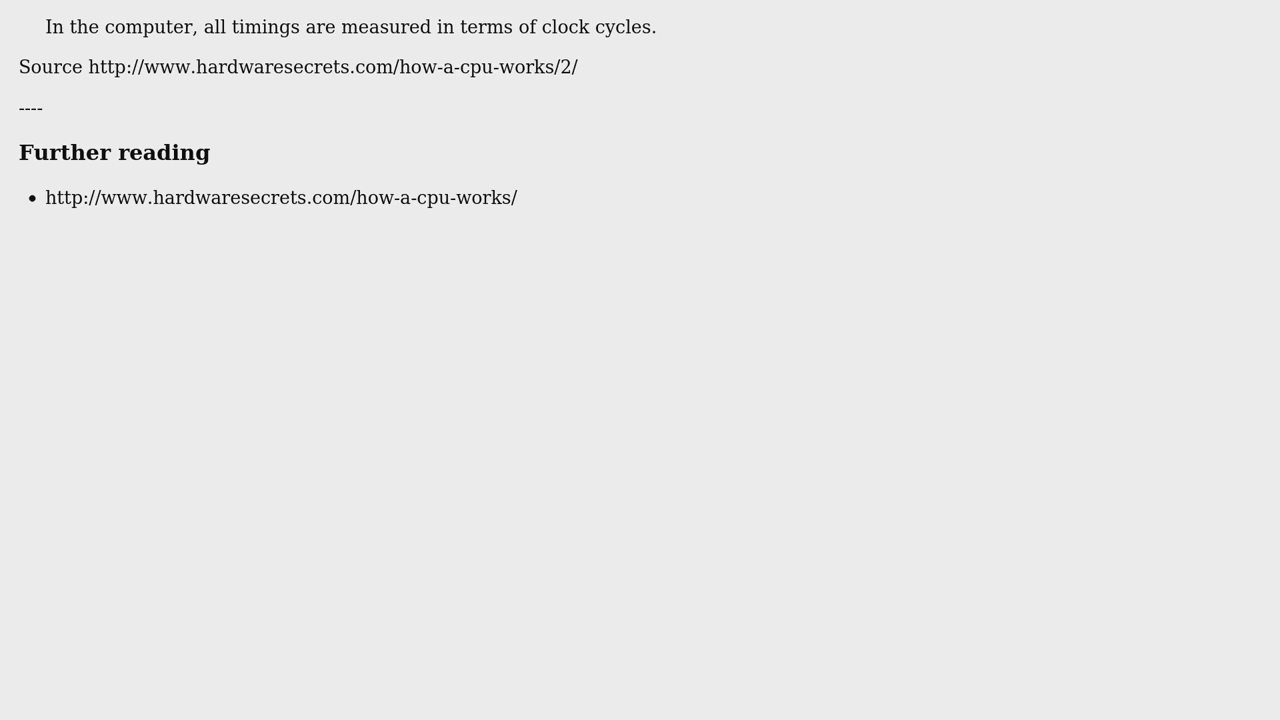 In the computer, all timings are measured in terms of clock cycles.
Source http://www.hardwaresecrets.com/how-a-cpu-works/2/
----
Further reading
• http://www.hardwaresecrets.com/how-a-cpu-works/